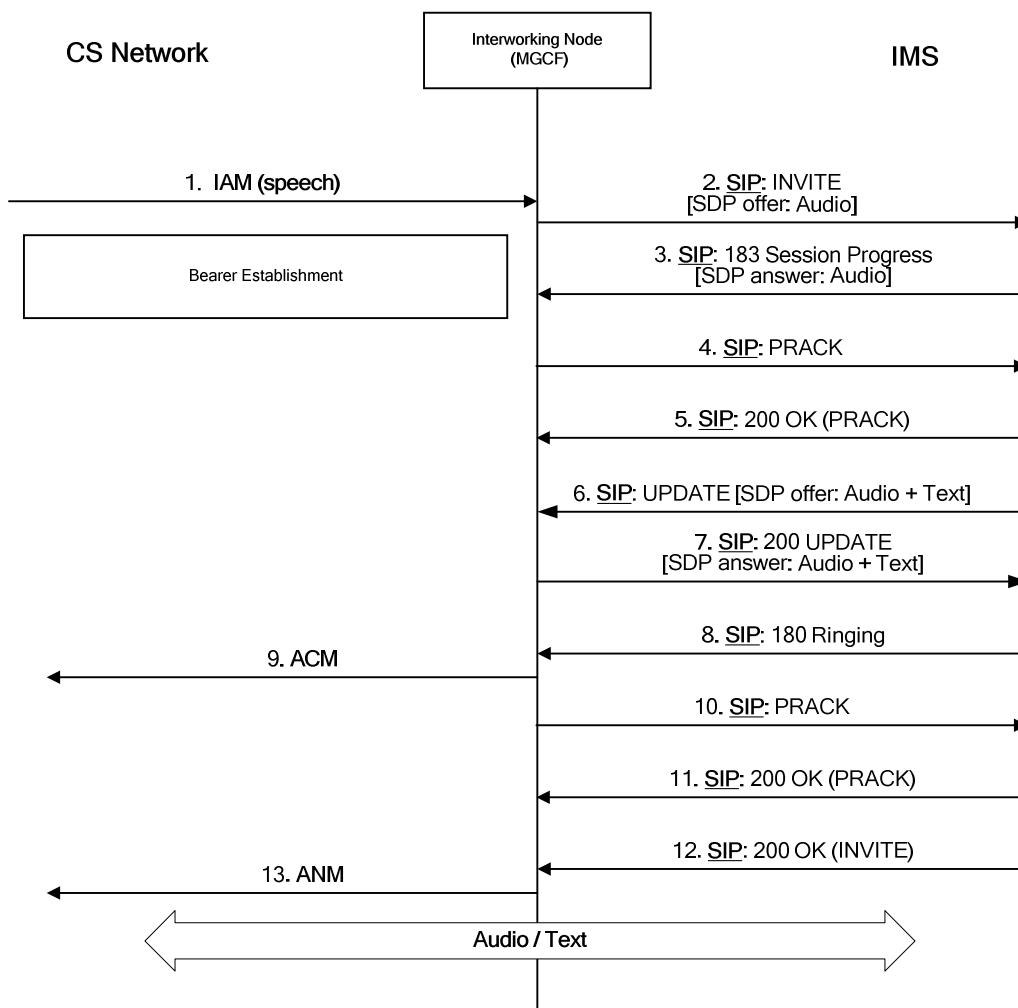 CS Network
Interworking Node
(MGCF)
IMS
1. IAM (speech)
2. SIP: INVITE
[SDP offer: Audio]
Bearer Establishment
3. SIP: 183 Session Progress
[SDP answer: Audio]
4. SIP: PRACK
5. SIP: 200 OK (PRACK)
6. SIP: UPDATE [SDP offer: Audio + Text]
7. SIP: 200 UPDATE
[SDP answer: Audio + Text]
8. SIP: 180 Ringing
9. ACM
10. SIP: PRACK
11. SIP: 200 OK (PRACK)
12. SIP: 200 OK (INVITE)
13. ANM
Audio / Text